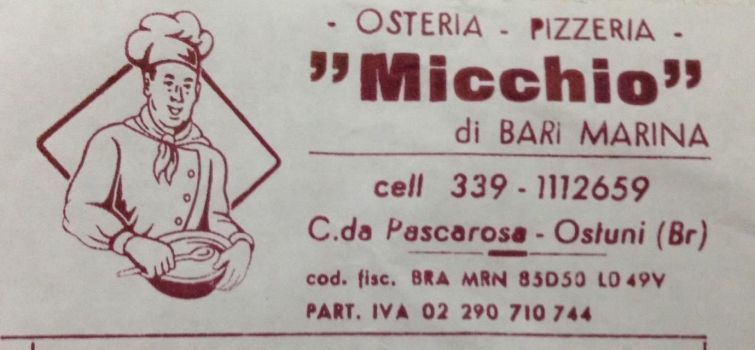 - OSTERIA - PIZZERIA -
”Micchio”
di BARI MARINA
cell 339 - 1112659
C.da Pascarosa - Ostuni (Br)
cod. fisc. BRA MRN 85D50 L049V
PART. IVA 02 290 710 744